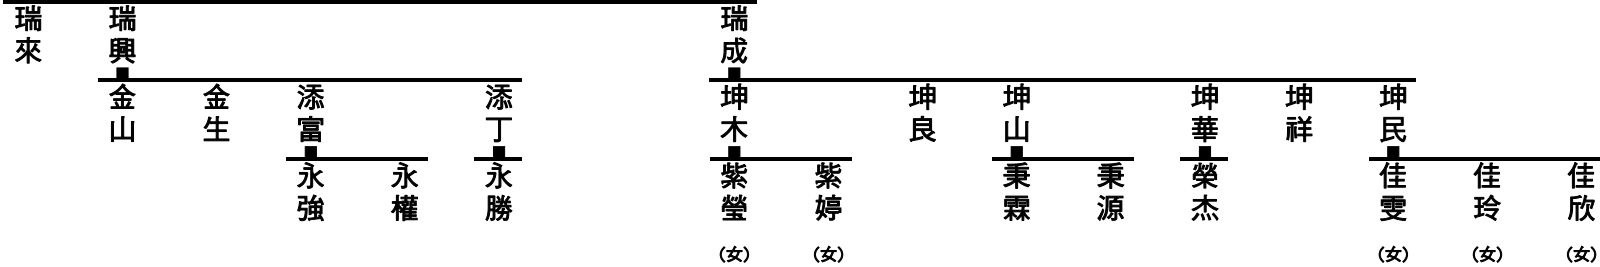 瑞來
瑞興
瑞成
金山
金生
添富
添丁
坤木
坤良
坤山
坤華
坤祥
坤民
永強
永權
永勝
紫瑩
（女）
紫婷
（女）
秉霖
秉源
榮杰
佳雯
（女）
佳玲
（女）
佳欣
（女）